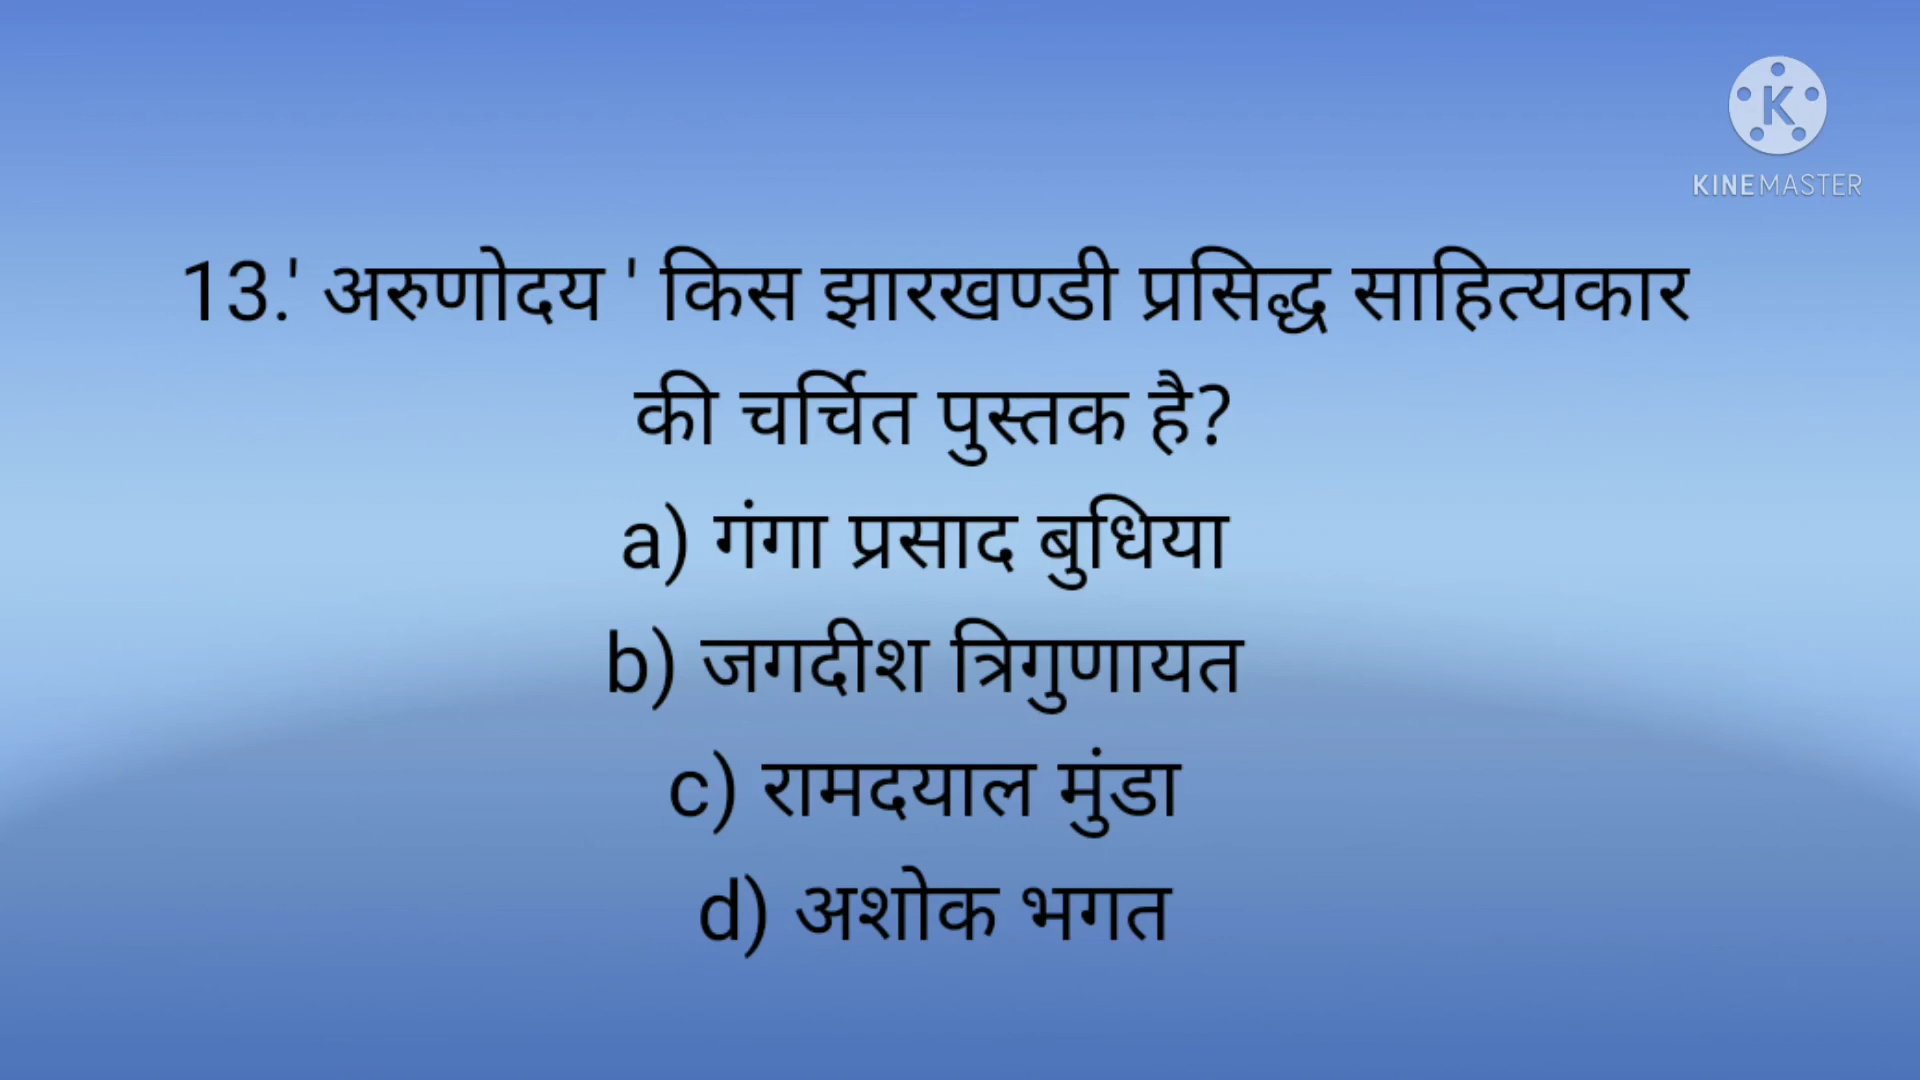 K
KINEMASTER
13.' अरुणोदय ' किस झारखण्डी प्रसिद्ध साहित्यकार
की चर्चित पुस्तक है?
a) गंगा प्रसाद बुधिया
b) जगदीश त्रिगुणायत
c) रामदयाल मुंडा
d) अशोक भगत